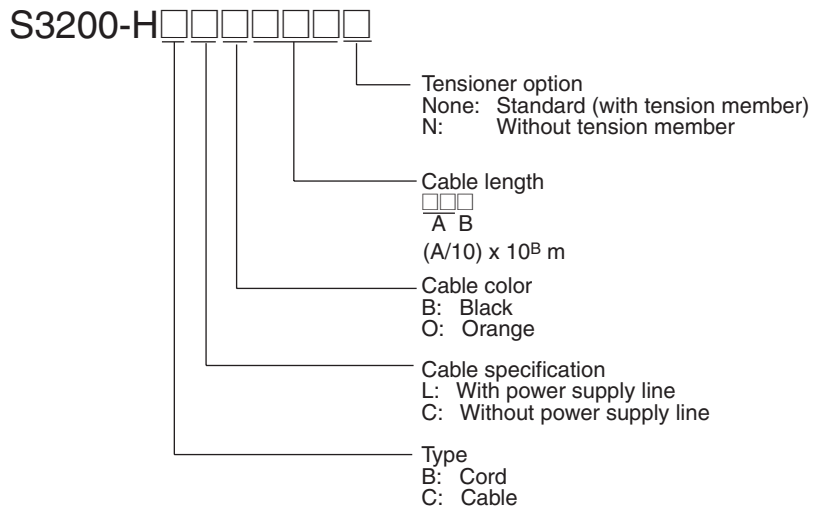 S3200-H□□□□□□□
Tensioner option
None: Standard (with tension member)
N: Without tension member
Cable length
□□□
A B
(A/10) x 10ᴮ m
Cable color
B: Black
O: Orange
Cable specification
L: With power supply line
C: Without power supply line
Type
B: Cord
C: Cable